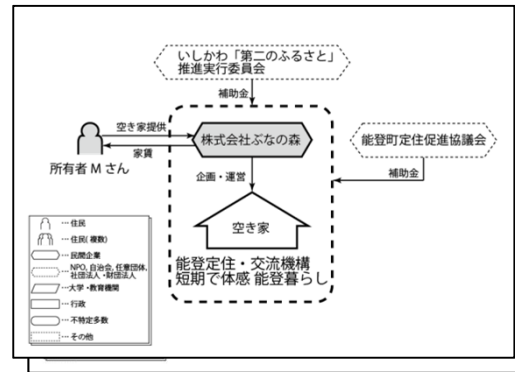 いしかわ「第二のふるさと」
推進実行委員会
補助金
空き家提供
株式会社ぶなの森
家賃
所有者 M さん
能登町定住促進協議会
企画・運営
補助金
空き家
能登定住・交流機構
短期で体感 能登暮らし
…住民
…住民(複数)
…民間企業
…NPO, 自治会, 任意団体,
社団法人・財団法人
…大学・教育機関
…行政
…不特定多数
…その他